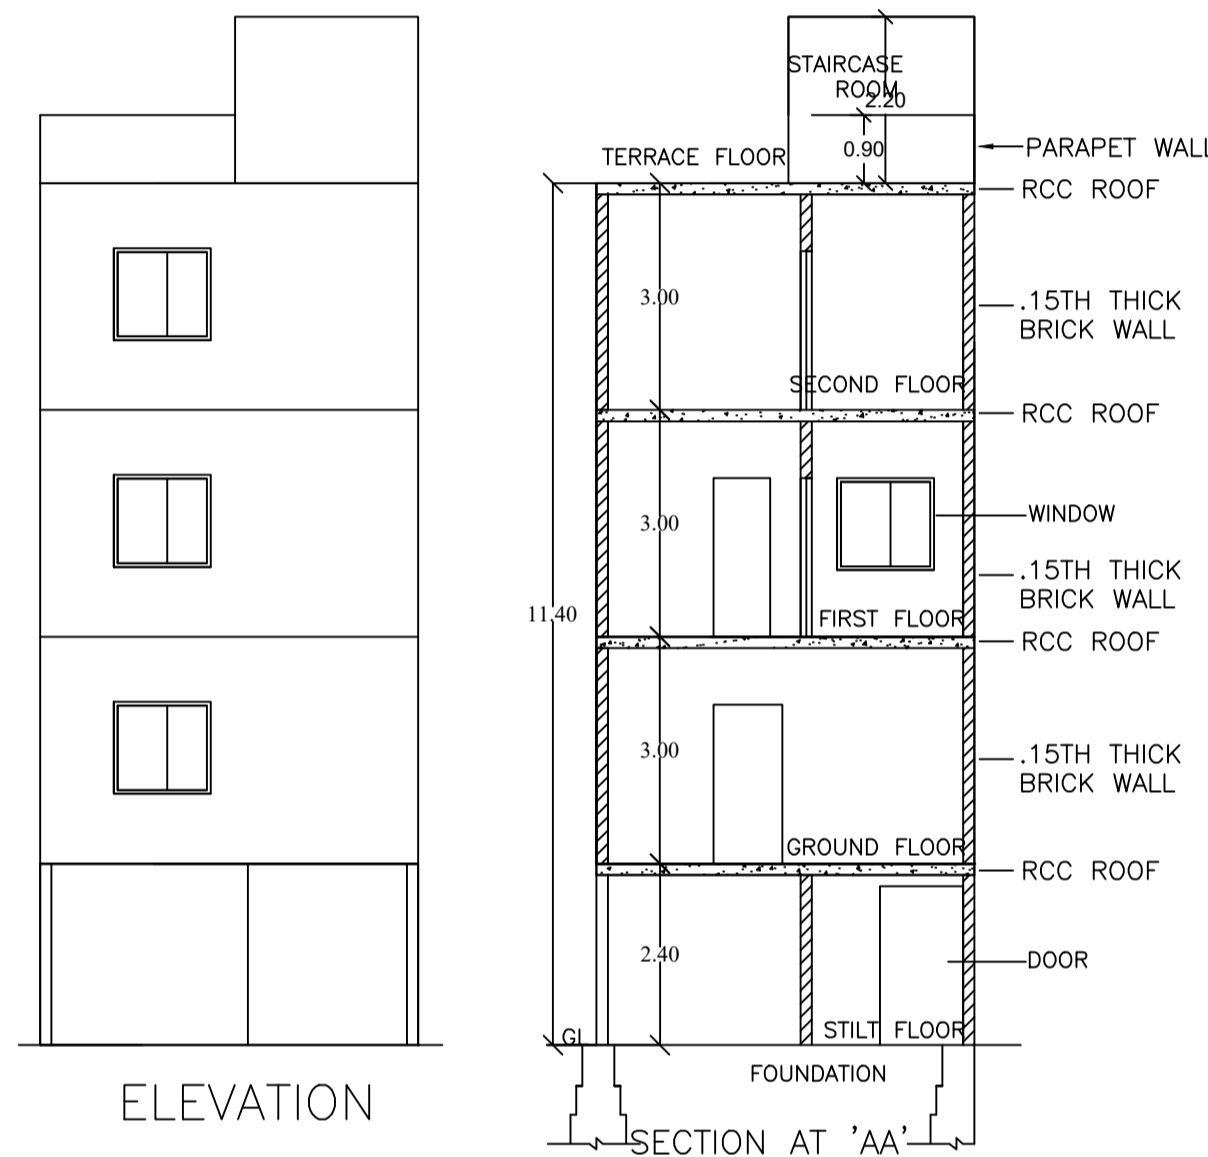 STAIRCASE
ROOM
2.20
0.90
PARAPET WALL
TERRACE FLOOR
RCC ROOF
3.00
.15TH THICK
BRICK WALL
SECOND FLOOR
RCC ROOF
3.00
WINDOW
.15TH THICK
BRICK WALL
11.40
FIRST FLOOR
RCC ROOF
3.00
.15TH THICK
BRICK WALL
GROUND FLOOR
RCC ROOF
2.40
DOOR
STILT FLOOR
GL
FOUNDATION
ELEVATION
SECTION AT 'AA'